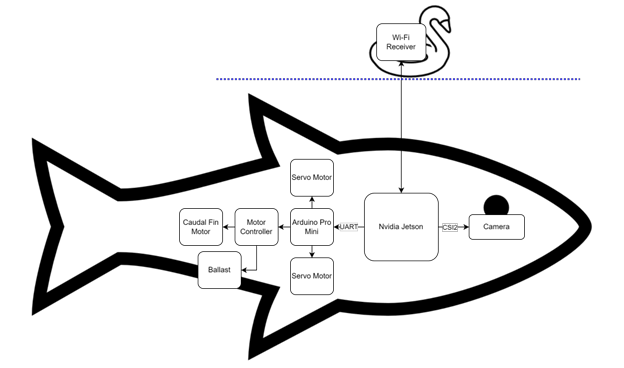 Wi-Fi
Receiver
Servo Motor
Caudal Fin
Motor
Motor
Controller
Arduino Pro
Mini
UART
Nvidia Jetson
CSI2
Camera
Ballast
Servo Motor